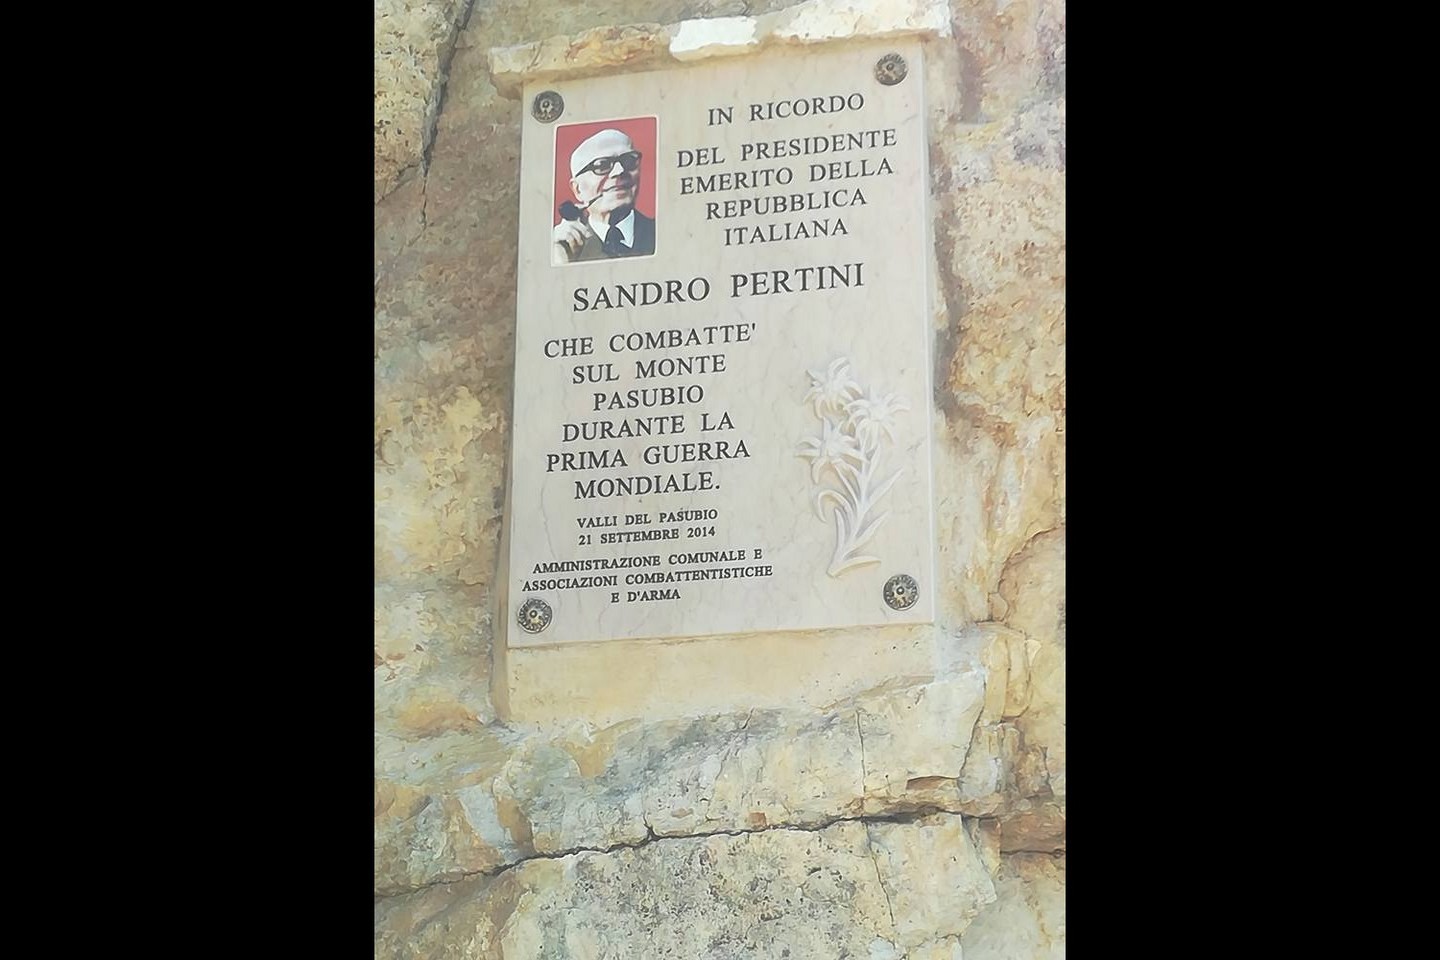 IN RICORDO
DEL PRESIDENTE
EMERITO DELLA
REPUBBLICA
ITALIANA
SANDRO PERTINI
CHE COMBATTE'
SUL MONTE
PASUBIO
DURANTE LA
PRIMA GUERRA
MONDIALE.
VALLI DEL PASUBIO
21 SETTEMBRE 2014
AMMINISTRAZIONE COMUNALE E
ASSOCIAZIONI COMBATTENTISTICHE
E D'ARMA